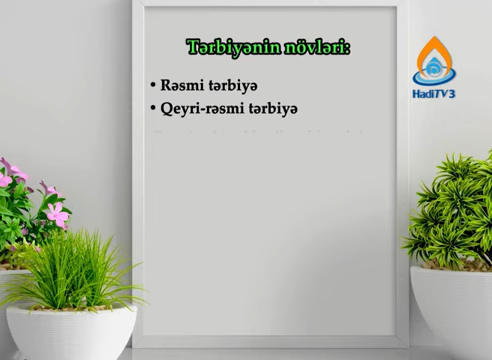 Tərbiyənin növləri:
• Rəsmi tərbiyə
• Qeyri-rəsmi tərbiyə
HadiTV3